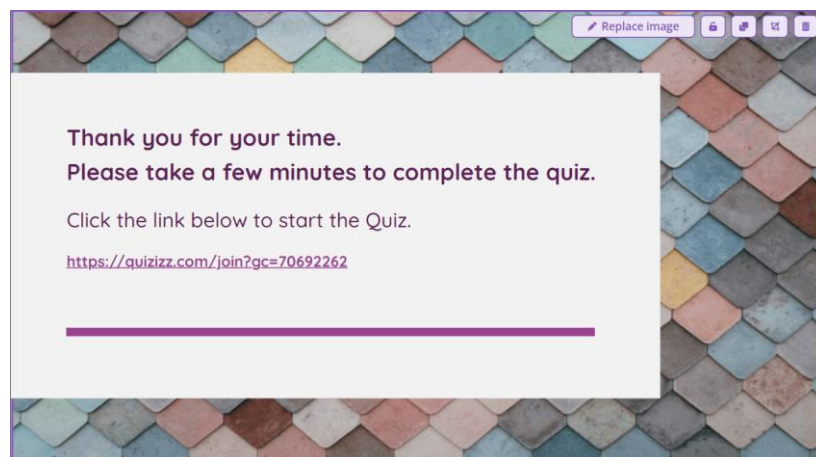 Replace image
Thank you for your time.
Please take a few minutes to complete the quiz.
Click the link below to start the Quiz.
https://quizizz.com/join?gc=70692262